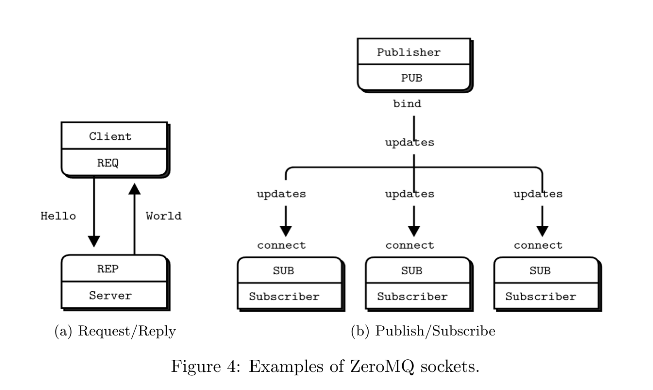 Client
REQ
Hello
World
REP
Server
(a) Request/Reply
Publisher
PUB
bind
updates
updates updates updates
connect connect connect
SUB SUB SUB
Subscriber Subscriber Subscriber
(b) Publish/Subscribe
Figure 4: Examples of ZeroMQ sockets.